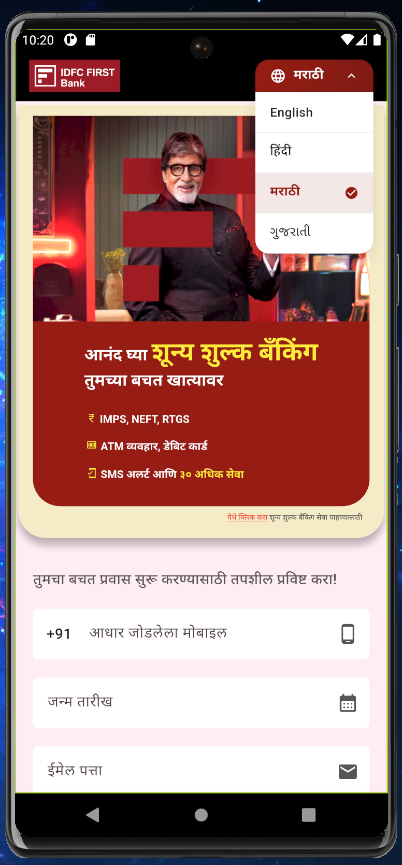 10:20
IDFC FIRST
Bank
मराठी
English
हिंदी
मराठी
ગુજરાતી
आनंद घ्या शून्य शुल्क बँकिंग
तुमच्या बचत खात्यावर
₹ IMPS, NEFT, RTGS
ATM व्यवहार, डेबिट कार्ड
SMS अलर्ट आणि ३० अधिक सेवा
येथे क्लिक करा शून्य शुल्क बँकिंग सेवा पाहण्यासाठी
तुमचा बचत प्रवास सुरू करण्यासाठी तपशील प्रविष्ट करा!
+91 आधार जोडलेला मोबाइल
जन्म तारीख
ईमेल पत्ता